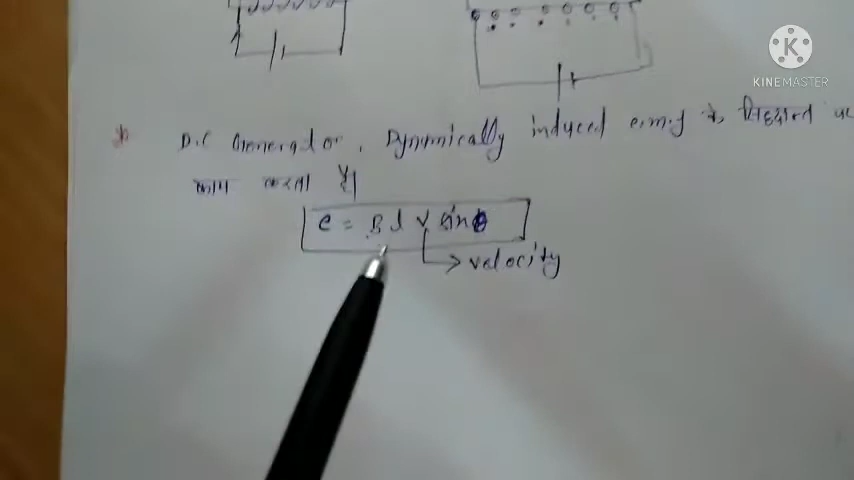 K
KINEMASTER
* D.C Generator, Dynamically induced e.m.f के सिद्धान्त पर
काम करता है।
e = B l v sinθ
→ velocity